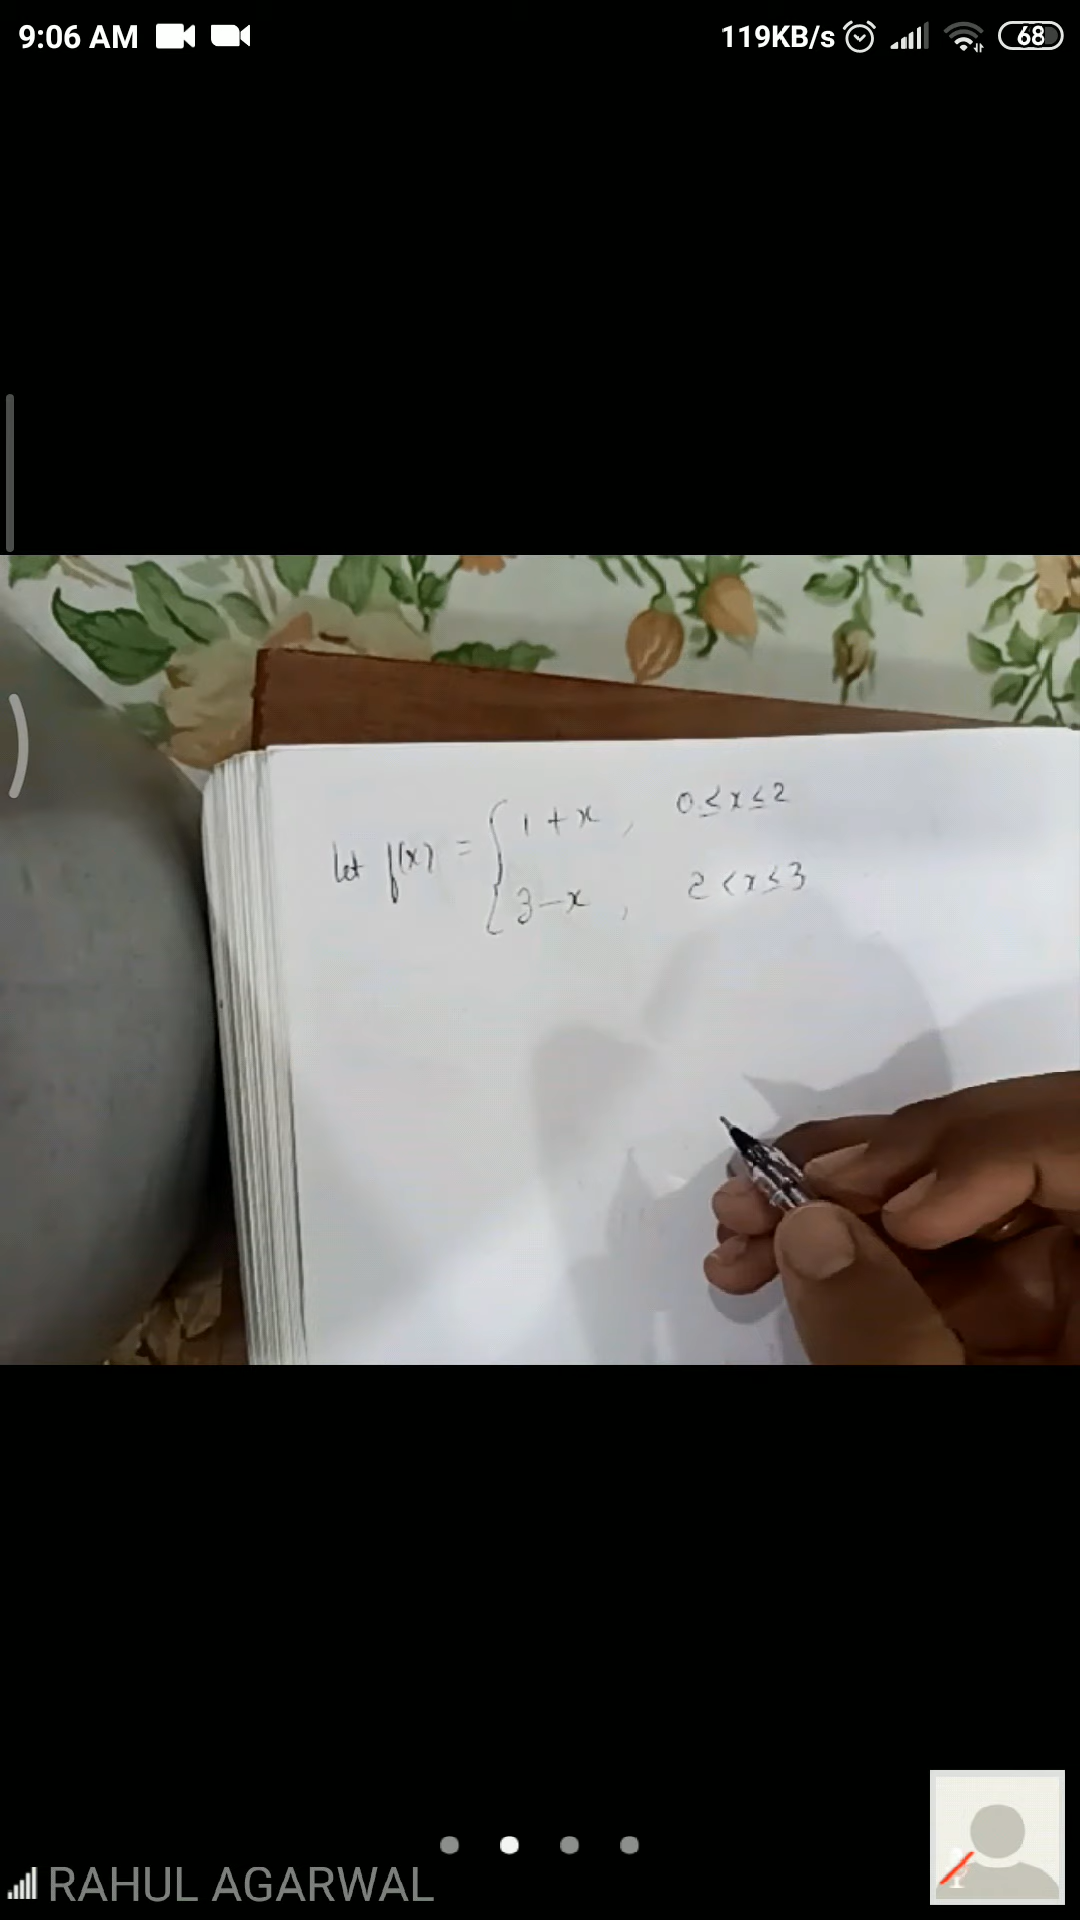 9:06 AM
119KB/s
68
let f(x) = { 1+x , 0≤x≤2
3-x , 2<x≤3
RAHUL AGARWAL